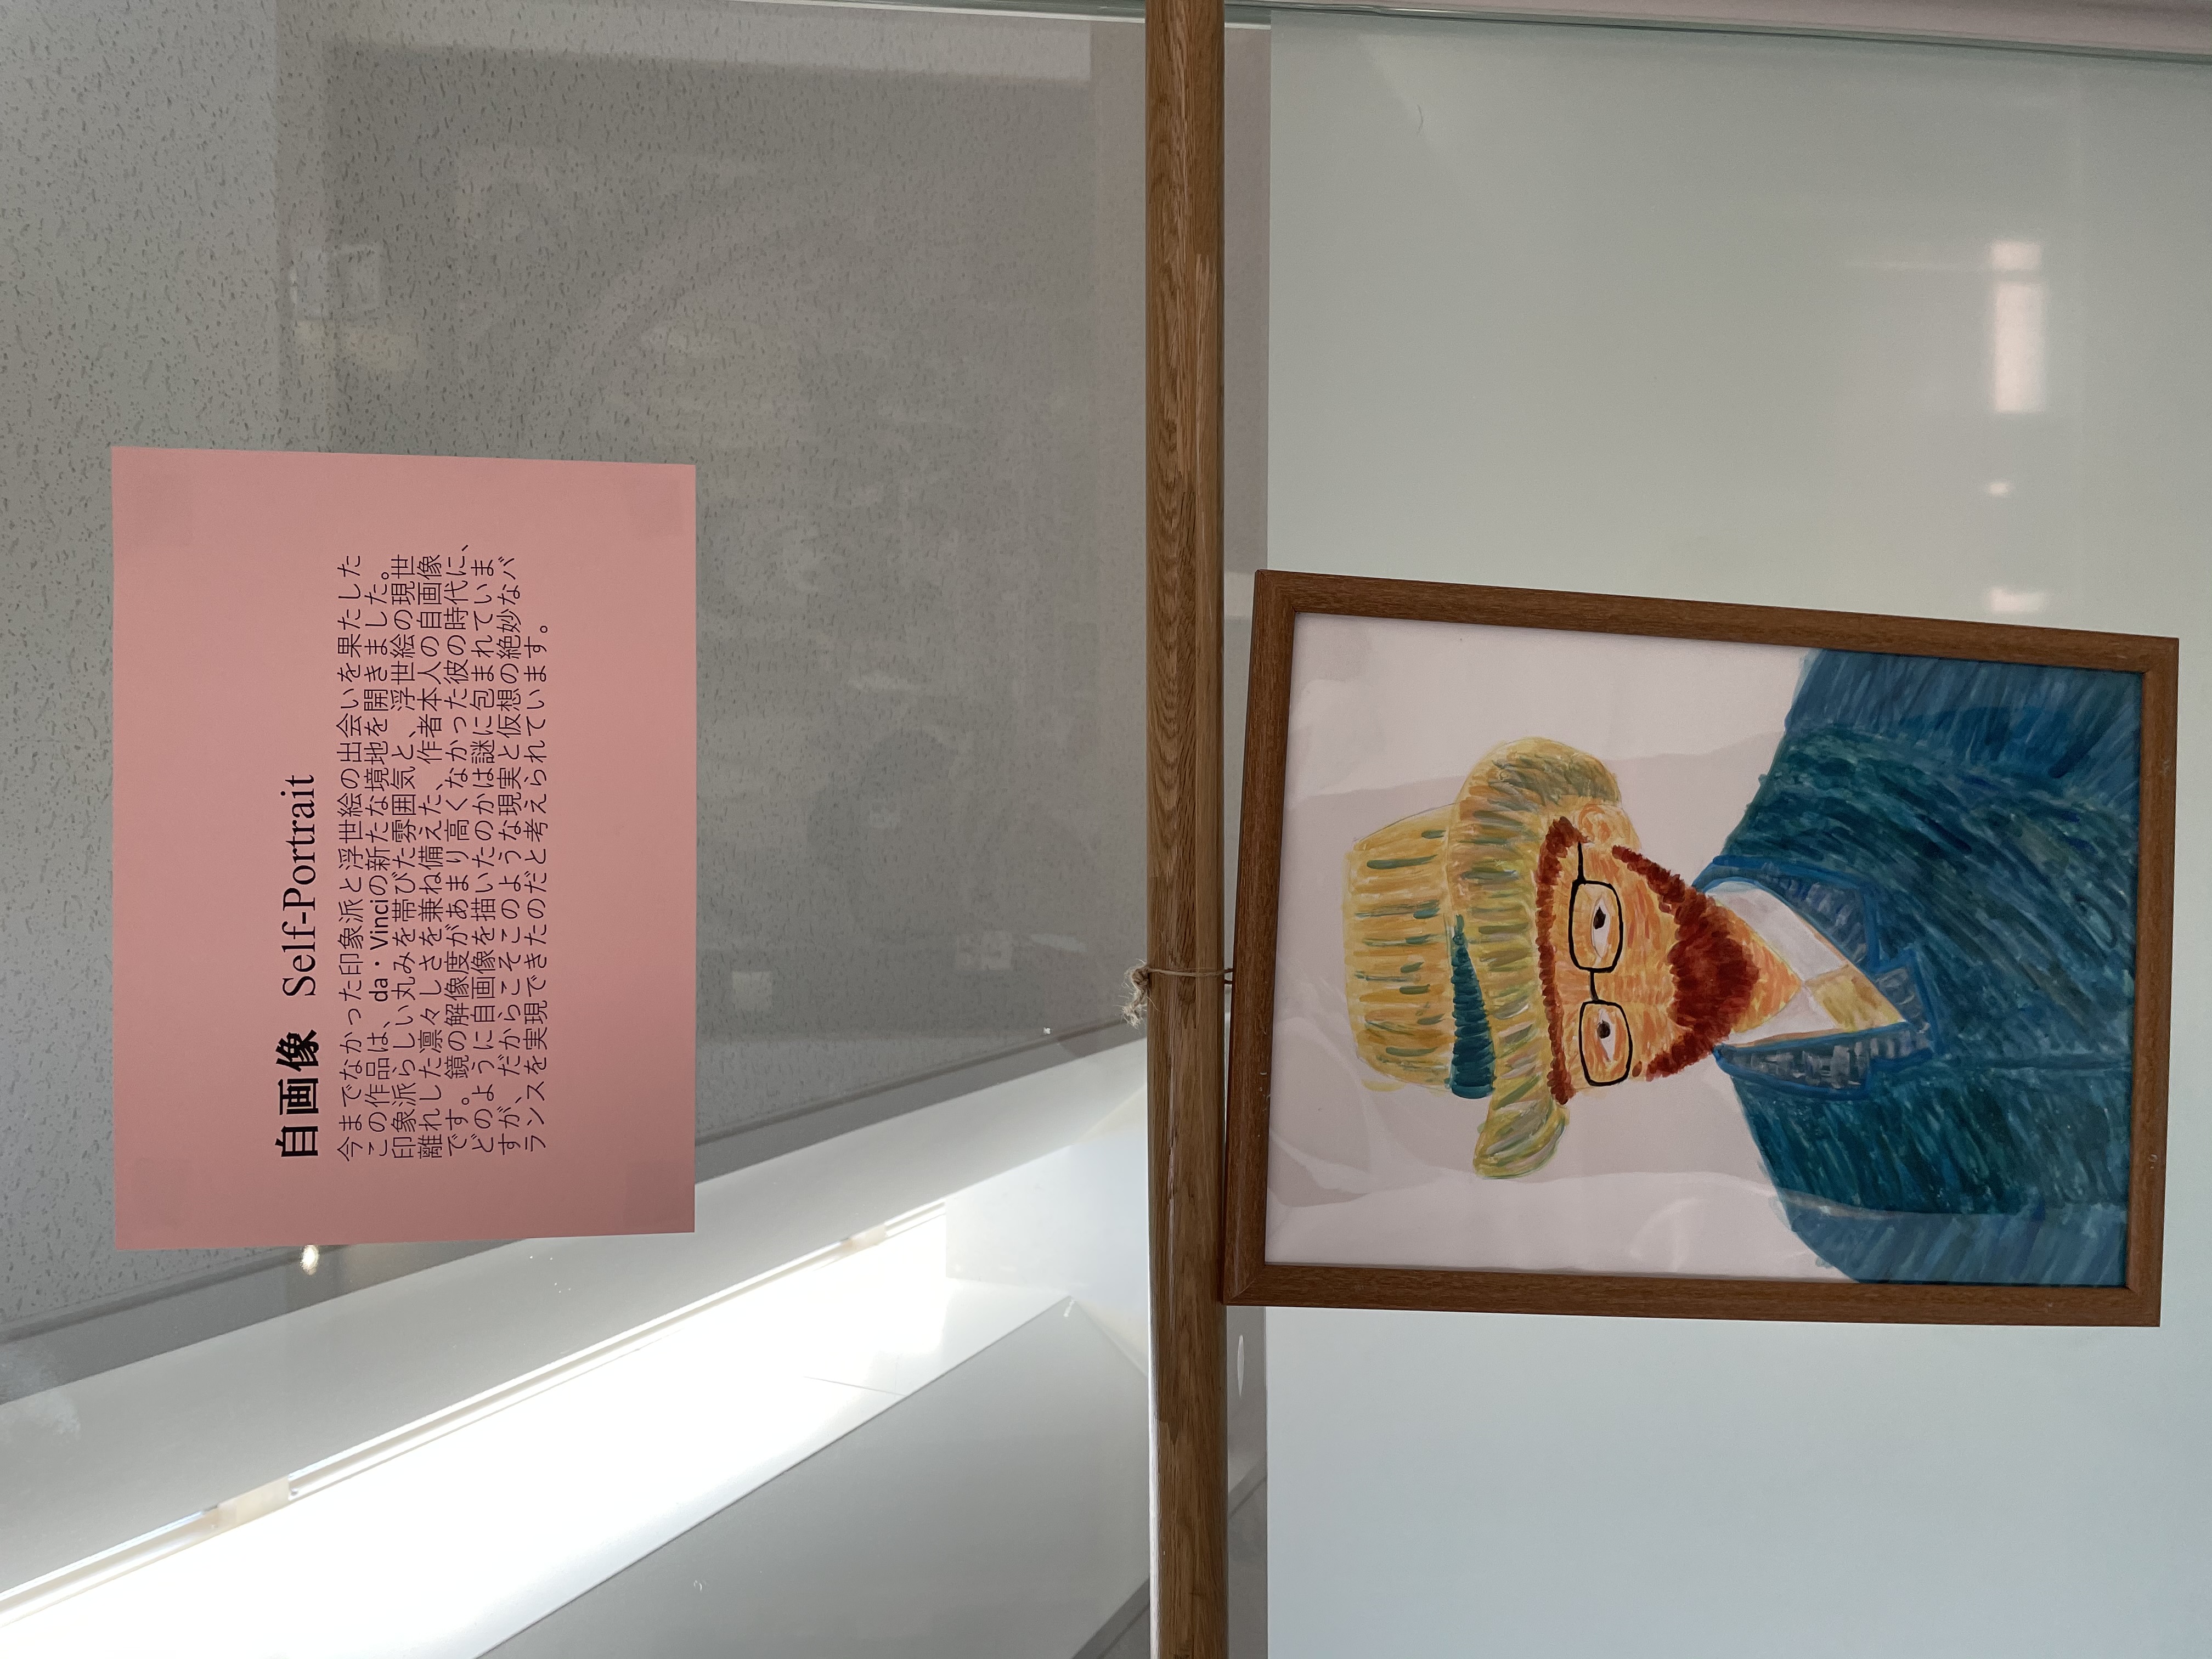 自画像 Self-Portrait
今までなかった印象派と浮世絵の出会いを果たした
この作品は、da・Vinciの新たな境地を開きました。
印象派らしい丸みを帯びた雰囲気と、浮世絵の現世
離れした凛々しさを兼ね備えた、作者本人の自画像
です。鏡の解像度があまり高くなかった彼の時代に、
どのように自画像を描いたのかは謎に包まれていま
すが、だからこそこのような現実と仮想の絶妙なバ
ランスを実現できたのだと考えられています。